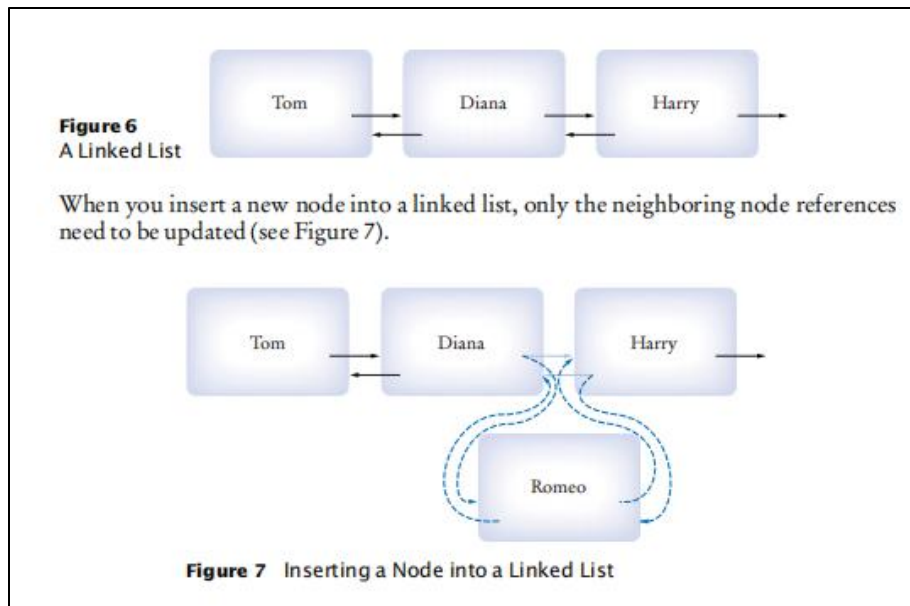 Tom
Diana
Harry
Figure 6
A Linked List
When you insert a new node into a linked list, only the neighboring node references
need to be updated (see Figure 7).
Tom
Diana
Harry
Romeo
Figure 7 Inserting a Node into a Linked List